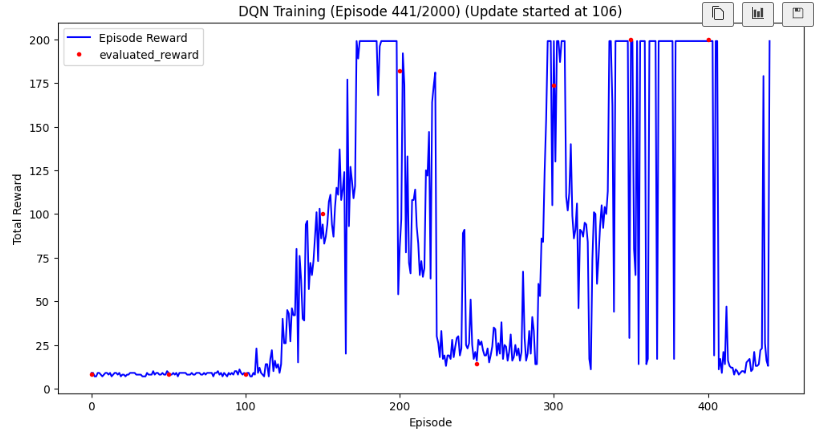 DQN Training (Episode 441/2000) (Update started at 106)
Episode Reward
evaluated_reward
Total Reward
200
175
150
125
100
75
50
25
0
0 100 200 300 400
Episode